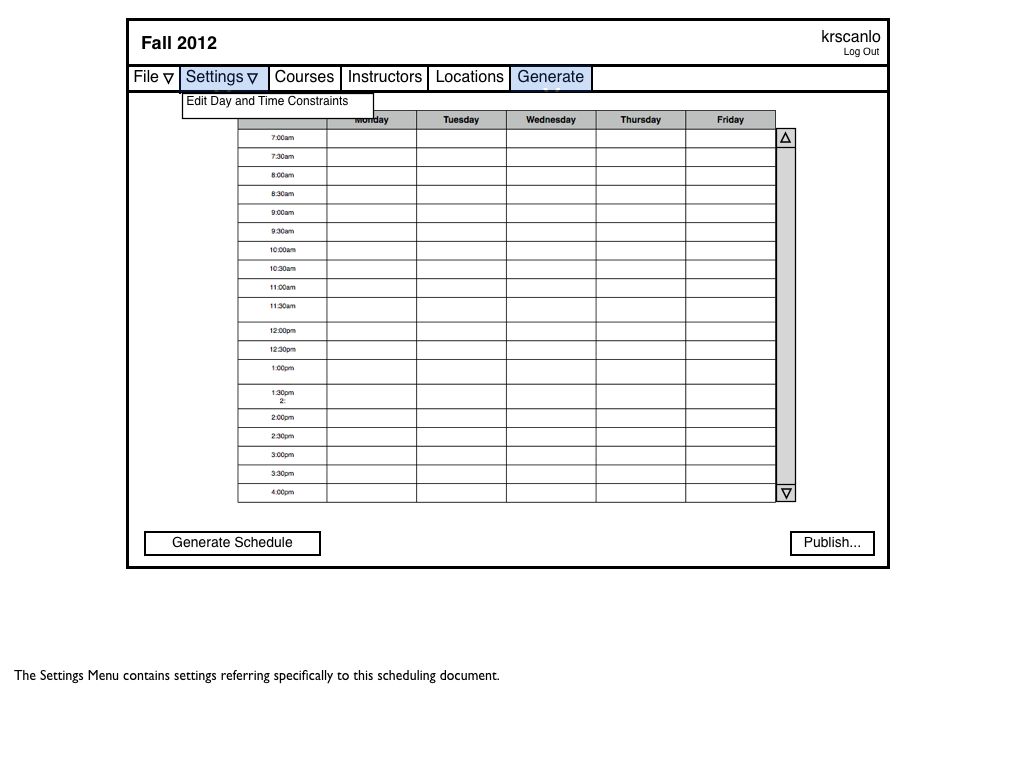 Fall 2012
krscanlo
Log Out
File ▽ Settings ▽ Courses Instructors Locations Generate
Edit Day and Time Constraints
Monday Tuesday Wednesday Thursday Friday
7:00am
7:30am
8:00am
8:30am
9:00am
9:30am
10:00am
10:30am
11:00am
11:30am
12:00pm
12:30pm
1:00pm
1:30pm
2:
2:00pm
2:30pm
3:00pm
3:30pm
4:00pm
Generate Schedule Publish...
The Settings Menu contains settings referring specifically to this scheduling document.